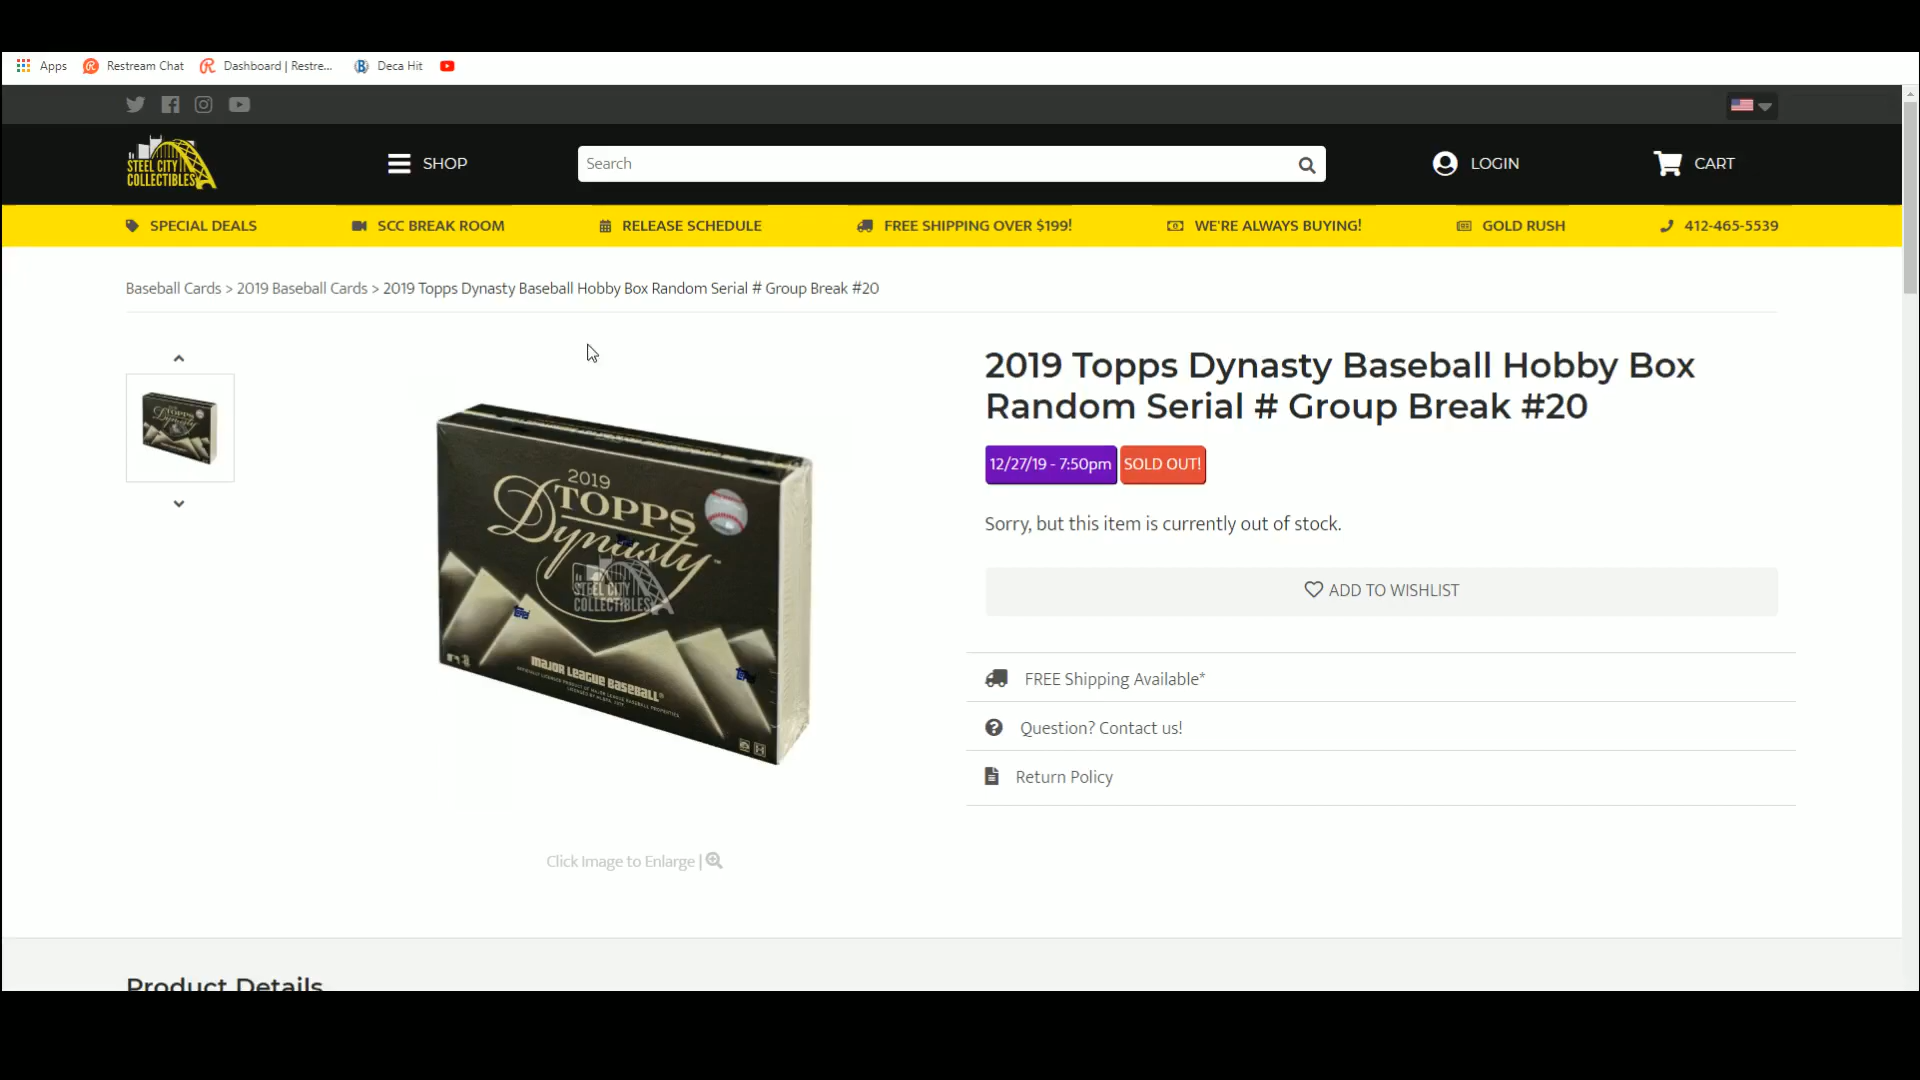 Apps Restream Chat Dashboard | Restre... Deca Hit
STEEL CITY
COLLECTIBLES
SHOP
Search
LOGIN
CART
SPECIAL DEALS SCC BREAK ROOM RELEASE SCHEDULE FREE SHIPPING OVER $199! WE'RE ALWAYS BUYING! GOLD RUSH 412-465-5539
Baseball Cards > 2019 Baseball Cards > 2019 Topps Dynasty Baseball Hobby Box Random Serial # Group Break #20
2019
TOPPS
Dynasty
STEEL CITY
COLLECTIBLES
MAJOR LEAGUE BASEBALL
Click Image to Enlarge |
2019 Topps Dynasty Baseball Hobby Box
Random Serial # Group Break #20
12/27/19 - 7:50pm SOLD OUT!
Sorry, but this item is currently out of stock.
ADD TO WISHLIST
FREE Shipping Available*
Question? Contact us!
Return Policy
Product Details